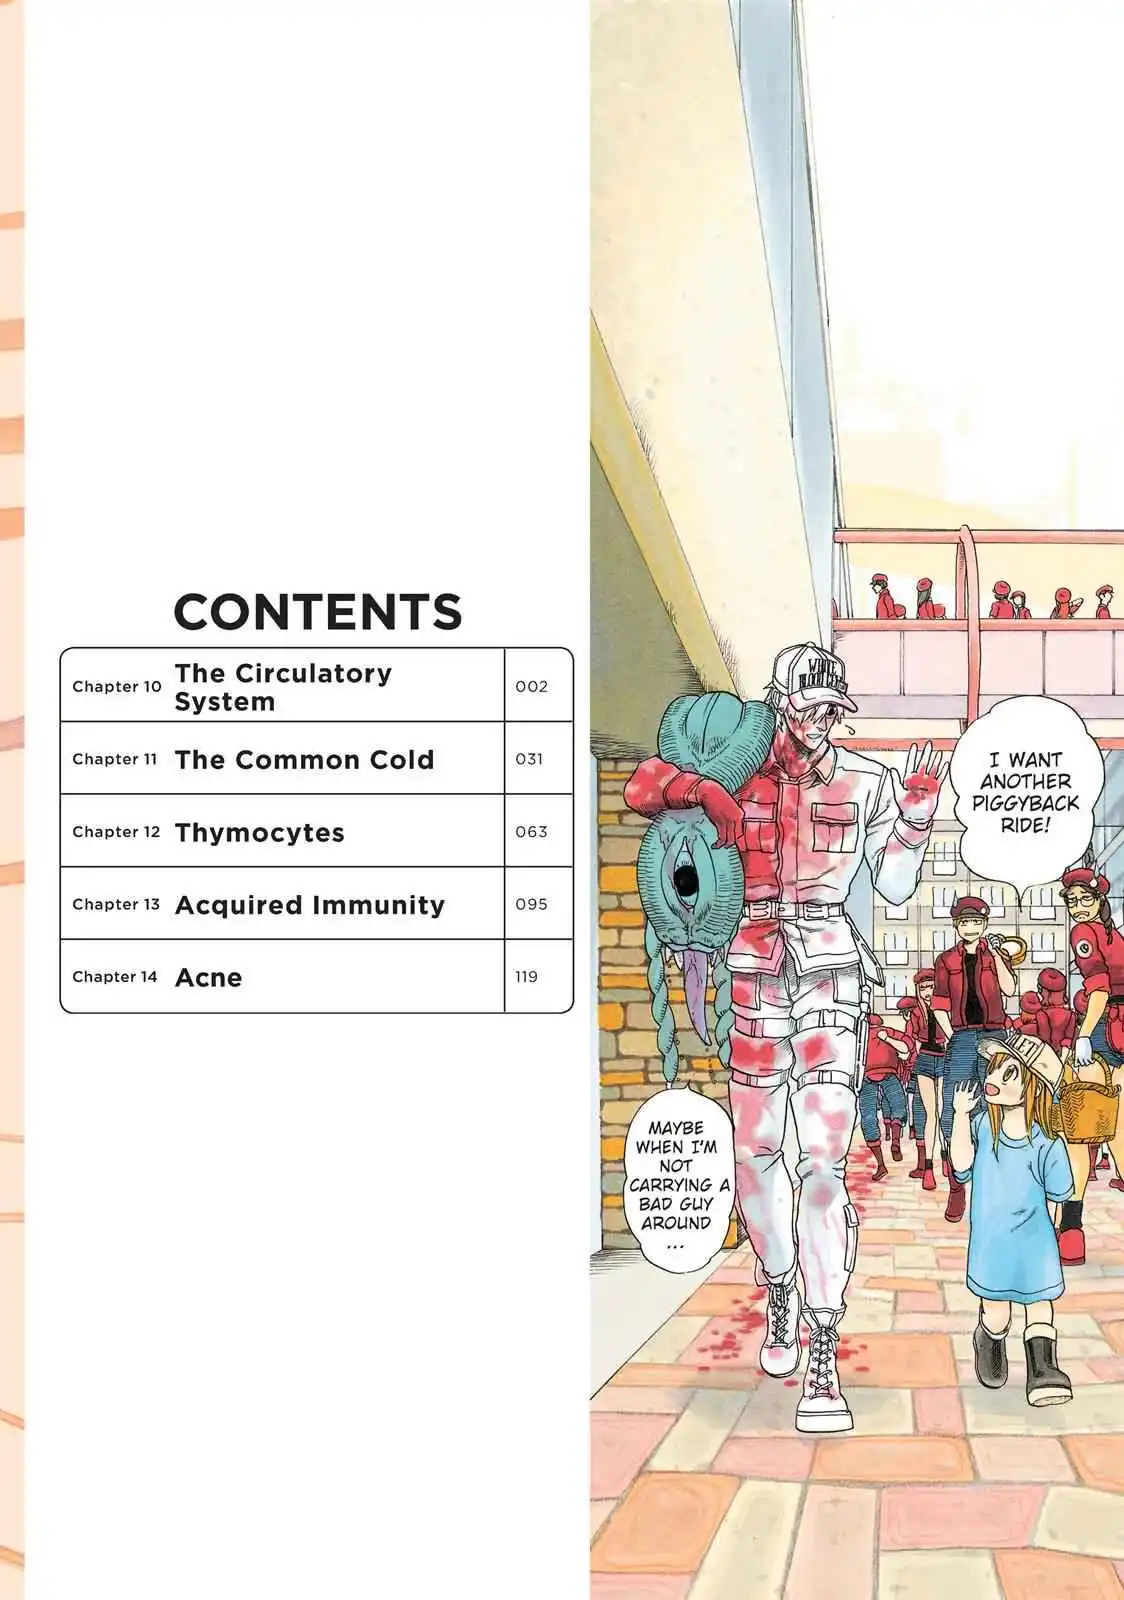 CONTENTS
Chapter 10 The Circulatory
System 002
Chapter 11 The Common Cold 031
Chapter 12 Thymocytes 063
Chapter 13 Acquired Immunity 095
Chapter 14 Acne 119
WHITE
BLOOD
I WANT
ANOTHER
PIGGYBACK
RIDE!
MAYBE
WHEN I'M
NOT
CARRYING A
BAD GUY
AROUND
...